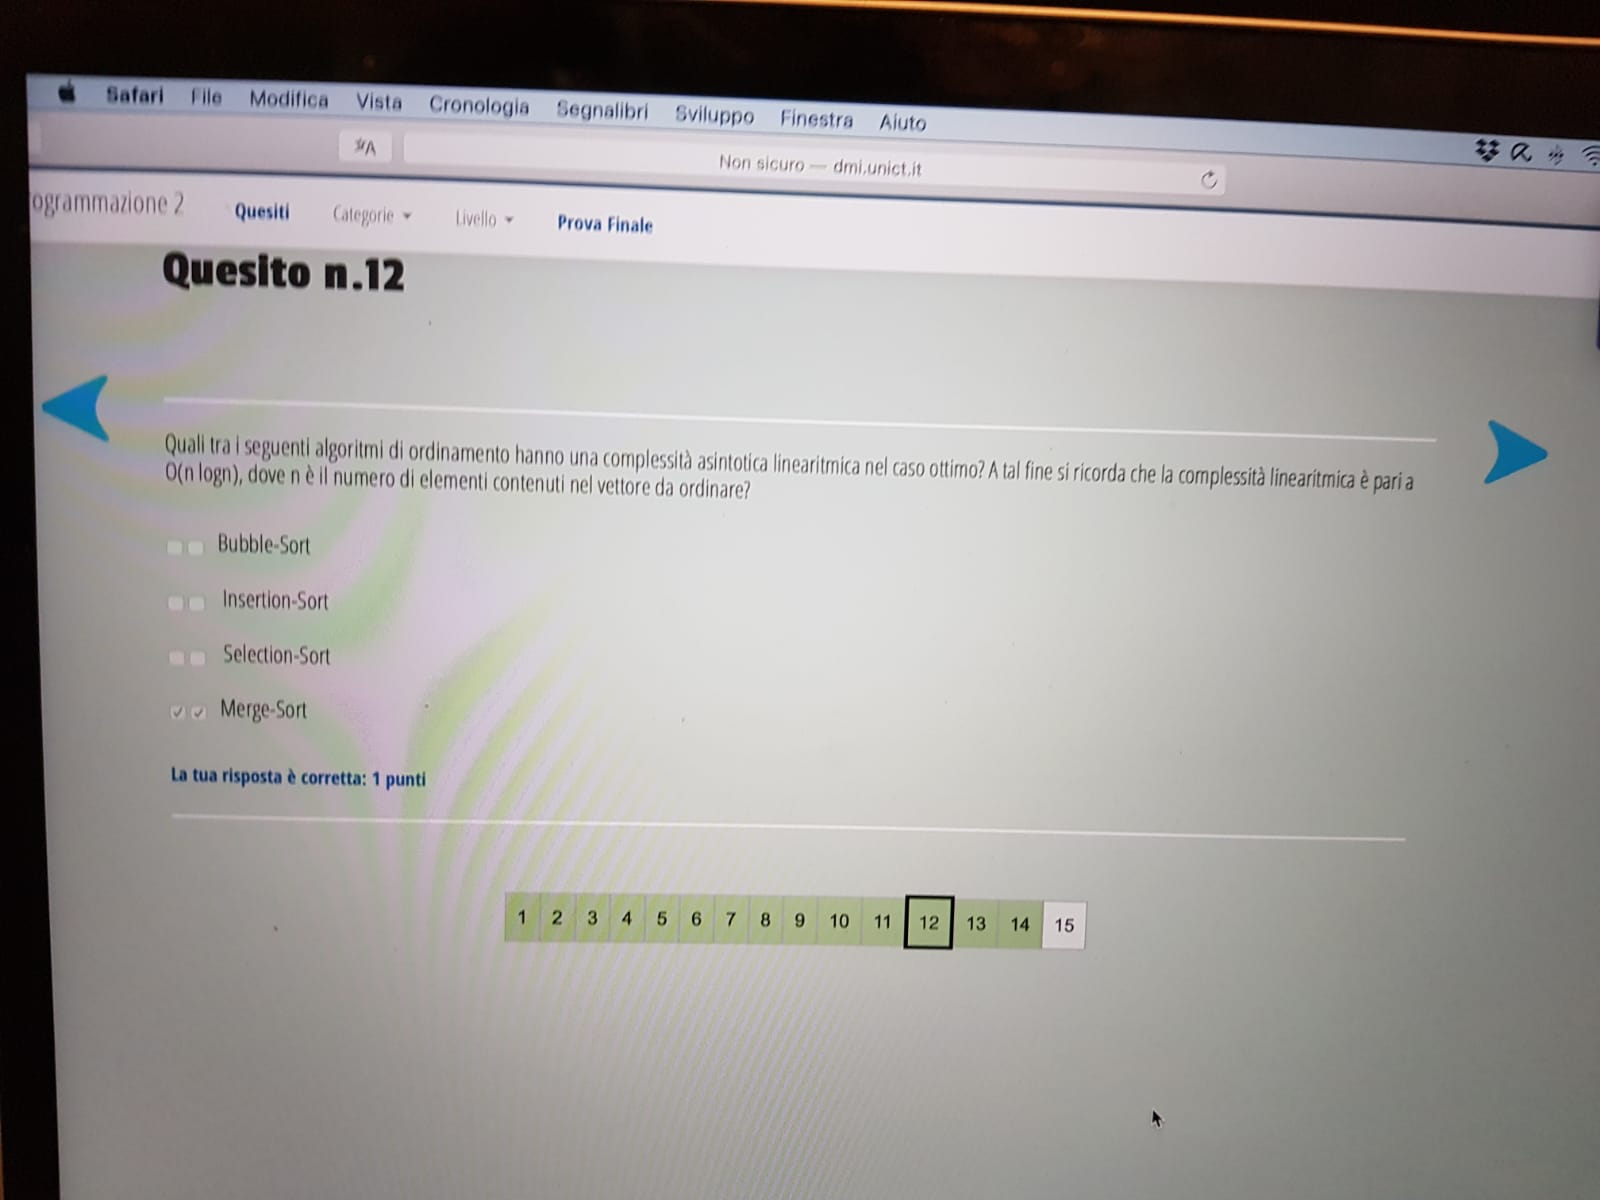 Safari File Modifica Vista Cronologia Segnalibri Sviluppo Finestra Aiuto
Non sicuro — dmi.unict.it
ogrammazione 2 Quesiti Categorie Livello Prova Finale
Quesito n.12
Quali tra i seguenti algoritmi di ordinamento hanno una complessità asintotica linearitmica nel caso ottimo? A tal fine si ricorda che la complessità linearitmica è pari a
O(n logn), dove n è il numero di elementi contenuti nel vettore da ordinare?
Bubble-Sort
Insertion-Sort
Selection-Sort
Merge-Sort
La tua risposta è corretta: 1 punti
1 2 3 4 5 6 7 8 9 10 11 12 13 14 15